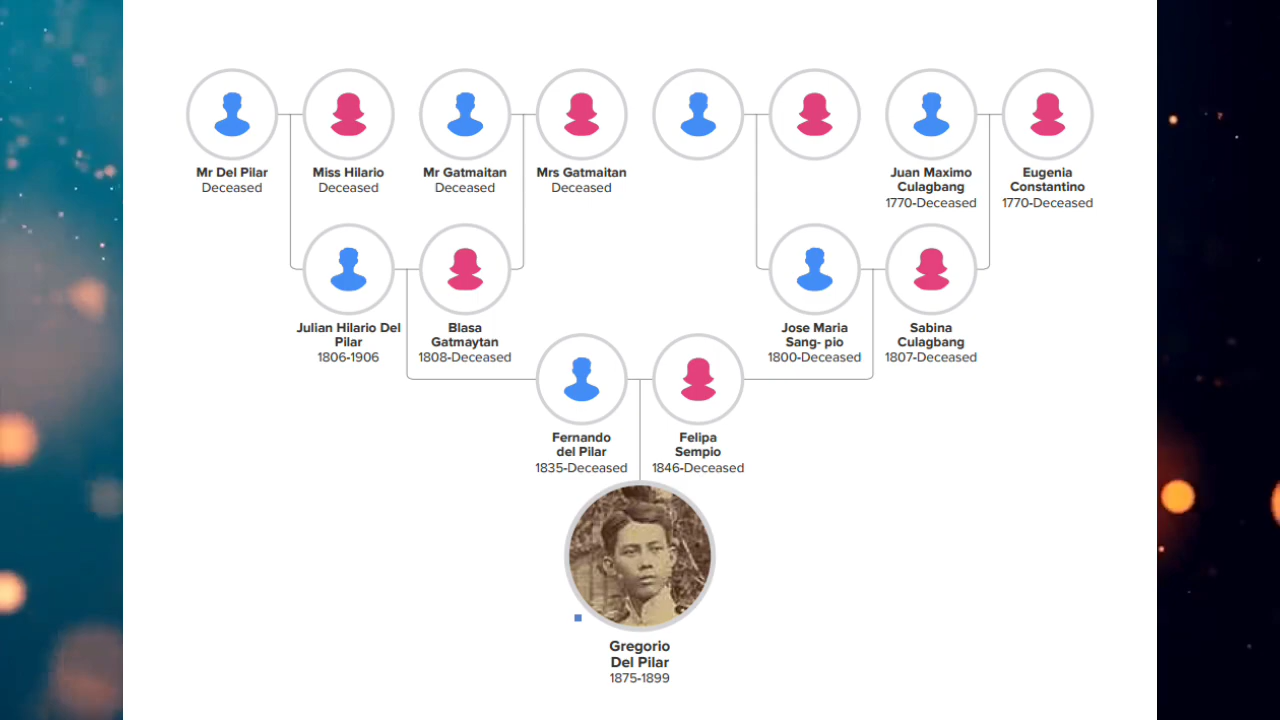 Mr Del Pilar
Deceased
Miss Hilario
Deceased
Mr Gatmaitan
Deceased
Mrs Gatmaitan
Deceased
Juan Maximo
Culagbang
1770-Deceased
Eugenia
Constantino
1770-Deceased
Julian Hilario Del
Pilar
1806-1906
Blasa
Gatmaytan
1808-Deceased
Jose Maria
Sang- pio
1800-Deceased
Sabina
Culagbang
1807-Deceased
Fernando
del Pilar
1835-Deceased
Felipa
Sempio
1846-Deceased
Gregorio
Del Pilar
1875-1899